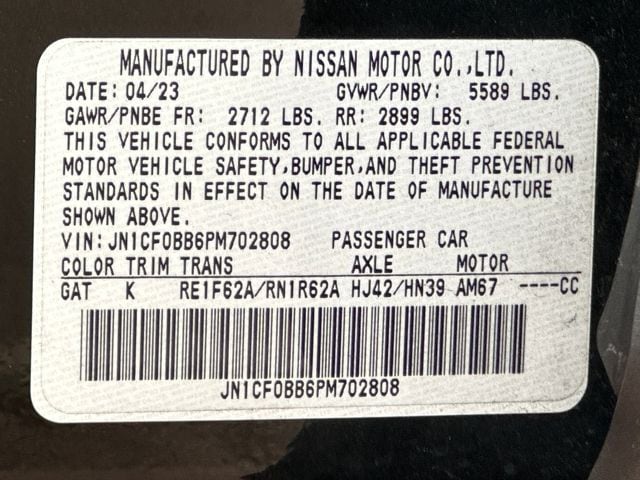 MANUFACTURED BY NISSAN MOTOR CO.,LTD.
DATE: 04/23 GVWR/PNBV: 5589 LBS.
GAWR/PNBE FR: 2712 LBS. RR: 2899 LBS.
THIS VEHICLE CONFORMS TO ALL APPLICABLE FEDERAL
MOTOR VEHICLE SAFETY,BUMPER,AND THEFT PREVENTION
STANDARDS IN EFFECT ON THE DATE OF MANUFACTURE
SHOWN ABOVE.
VIN: JN1CF0BB6PM702808 PASSENGER CAR
COLOR TRIM TRANS AXLE MOTOR
GAT K RE1F62A/RN1R62A HJ42/HN39 AM67 ----CC
JN1CF0BB6PM702808